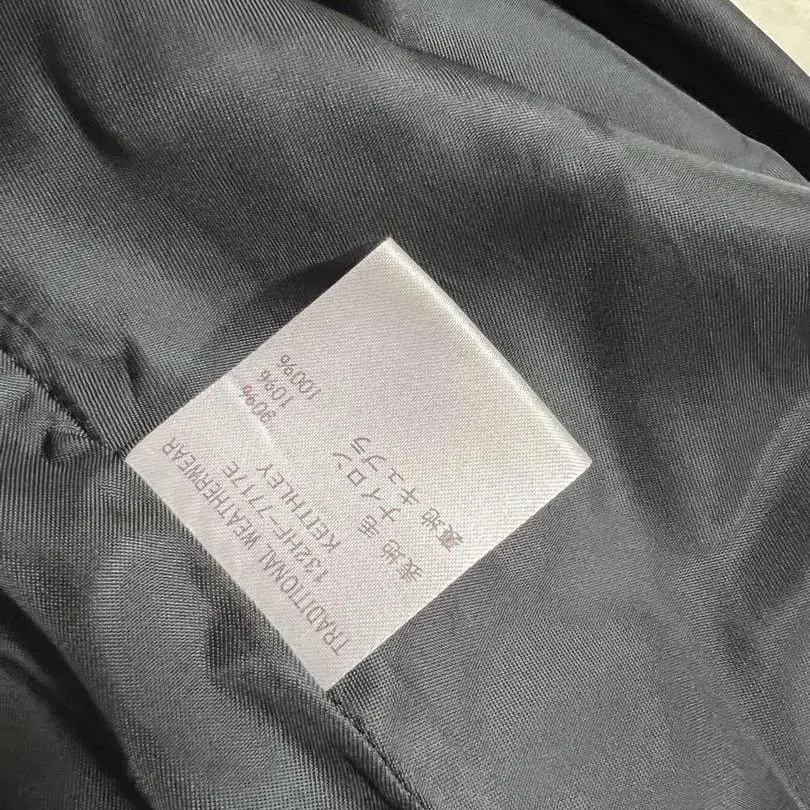 TRADITIONAL WEATHERWEAR
132HF-7717E
KEITHLEY
表地 毛 90%
ナイロン 10%
裏地 キュプラ 100%